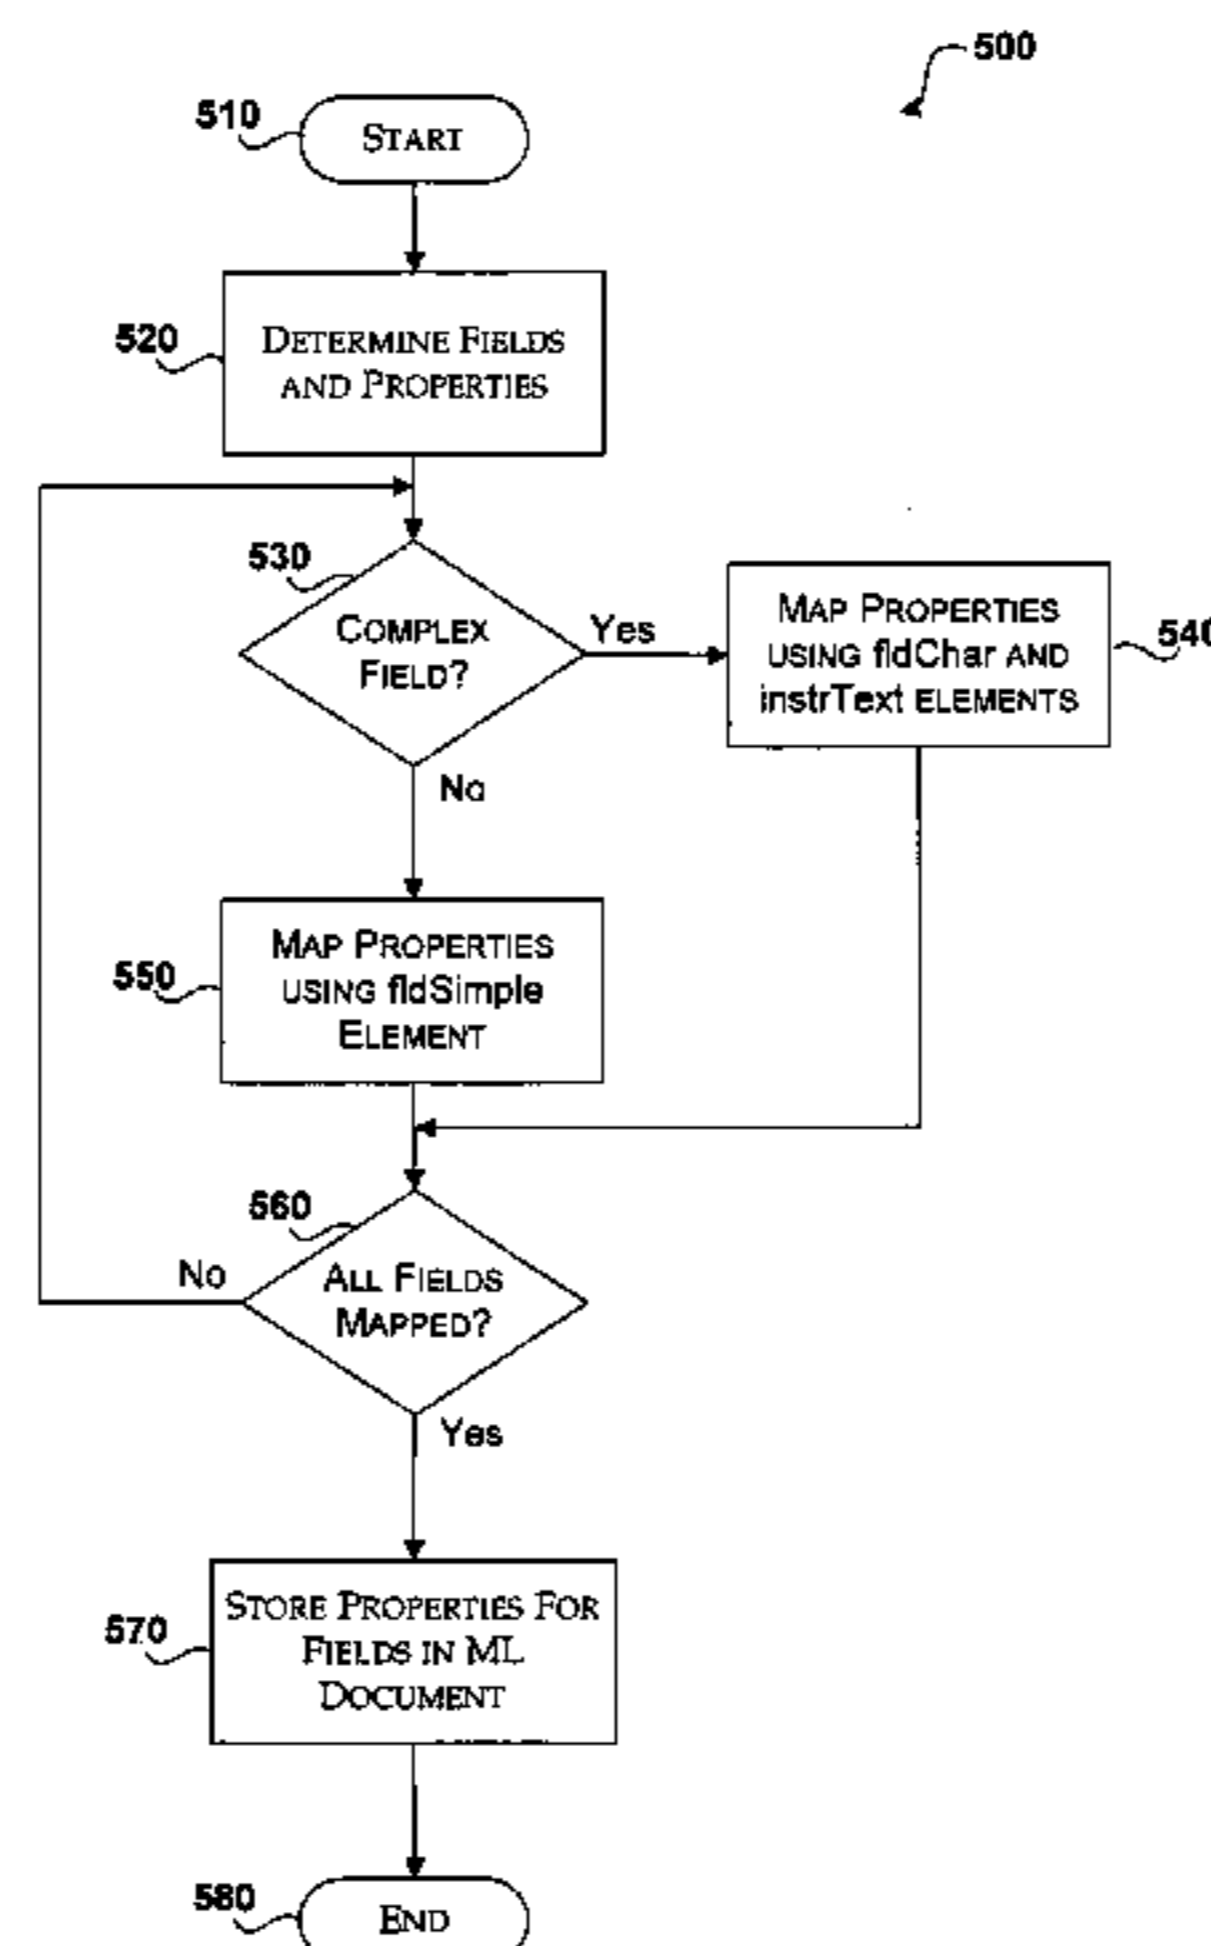 500
510
START
520
DETERMINE FIELDS
AND PROPERTIES
530
COMPLEX
FIELD?
Yes
MAP PROPERTIES
USING fldChar AND
instrText ELEMENTS
540
No
550
MAP PROPERTIES
USING fldSimple
ELEMENT
560
No
ALL FIELDS
MAPPED?
Yes
570
STORE PROPERTIES FOR
FIELDS IN ML
DOCUMENT
580
END